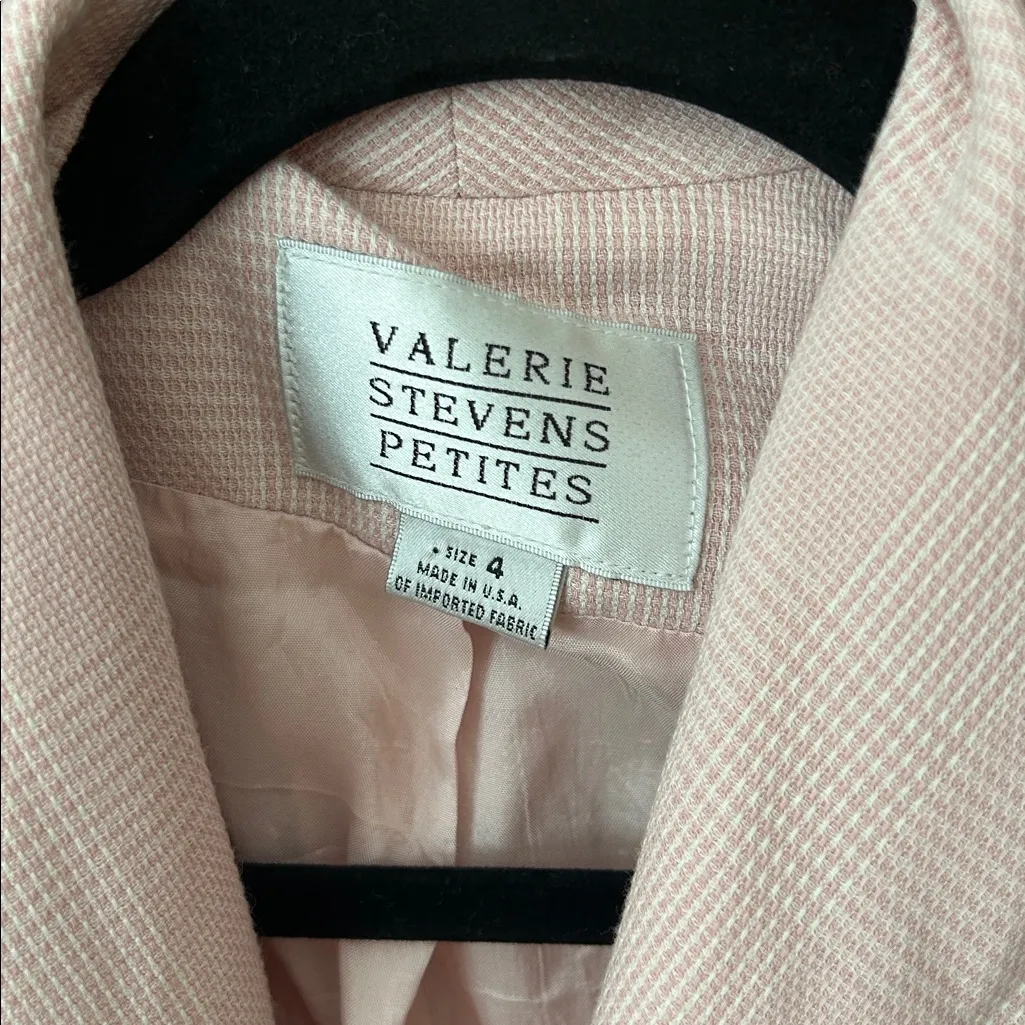 VALERIE
STEVENS
PETITES
• SIZE 4
MADE IN U.S.A.
OF IMPORTED FABRIC